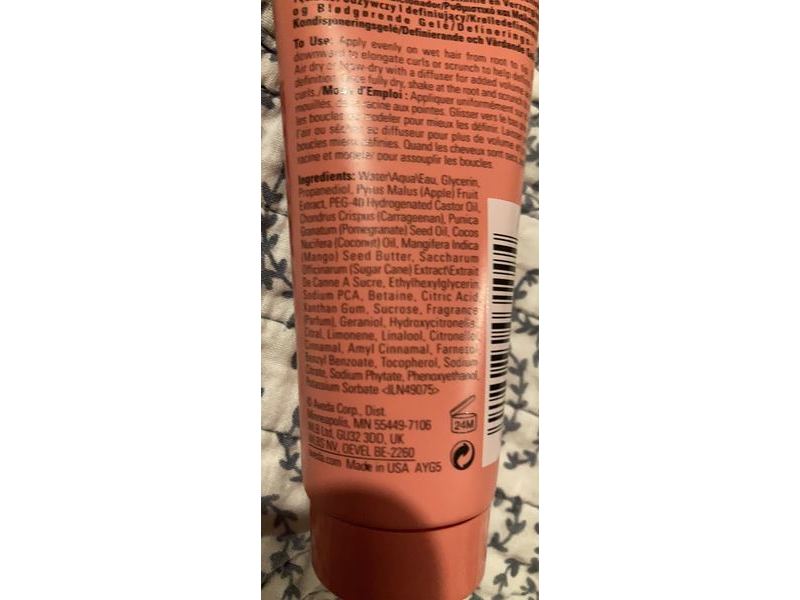 og Blødgørende Gelé/Definering
Kondisjoneringsgelé/Definierande och Vårdande
To Use: Apply evenly on wet hair from root to
downward to elongate curls or scrunch to help
Air dry or blow-dry with a diffuser for added
definition. Once fully dry, shake at the root and scrunch
curls./Mode d'Emploi : Appliquer uniformément
mouillés, de la racine aux pointes. Glisser vers le bas
les boucles ou modeler pour mieux les définir.
l'air ou sécher au diffuseur pour plus de volume
boucles mieux définies. Quand les cheveux sont secs,
racine et modeler pour assouplir les boucles.
Ingredients: Water\Aqua\Eau, Glycerin,
Propanediol, Pyrus Malus (Apple) Fruit
Extract, PEG-40 Hydrogenated Castor Oil,
Chondrus Crispus (Carrageenan), Punica
Granatum (Pomegranate) Seed Oil, Cocos
Nucifera (Coconut) Oil, Mangifera Indica
(Mango) Seed Butter, Saccharum
Officinarum (Sugar Cane) Extract\Extrait
De Canne A Sucre, Ethylhexylglycerin,
Sodium PCA, Betaine, Citric Acid,
Xanthan Gum, Sucrose, Fragrance
(Parfum), Geraniol, Hydroxycitronellal,
Citral, Limonene, Linalool, Citronellol,
Cinnamal, Amyl Cinnamal, Farnesol,
Benzyl Benzoate, Tocopherol, Sodium
Citrate, Sodium Phytate, Phenoxyethanol,
Potassium Sorbate <ILN49075>
© Aveda Corp., Dist.
Minneapolis, MN 55449-7106
Ltd, GU32 3DD, UK
NV, OEVEL BE-2260
aveda.com Made in USA AYG5
24M